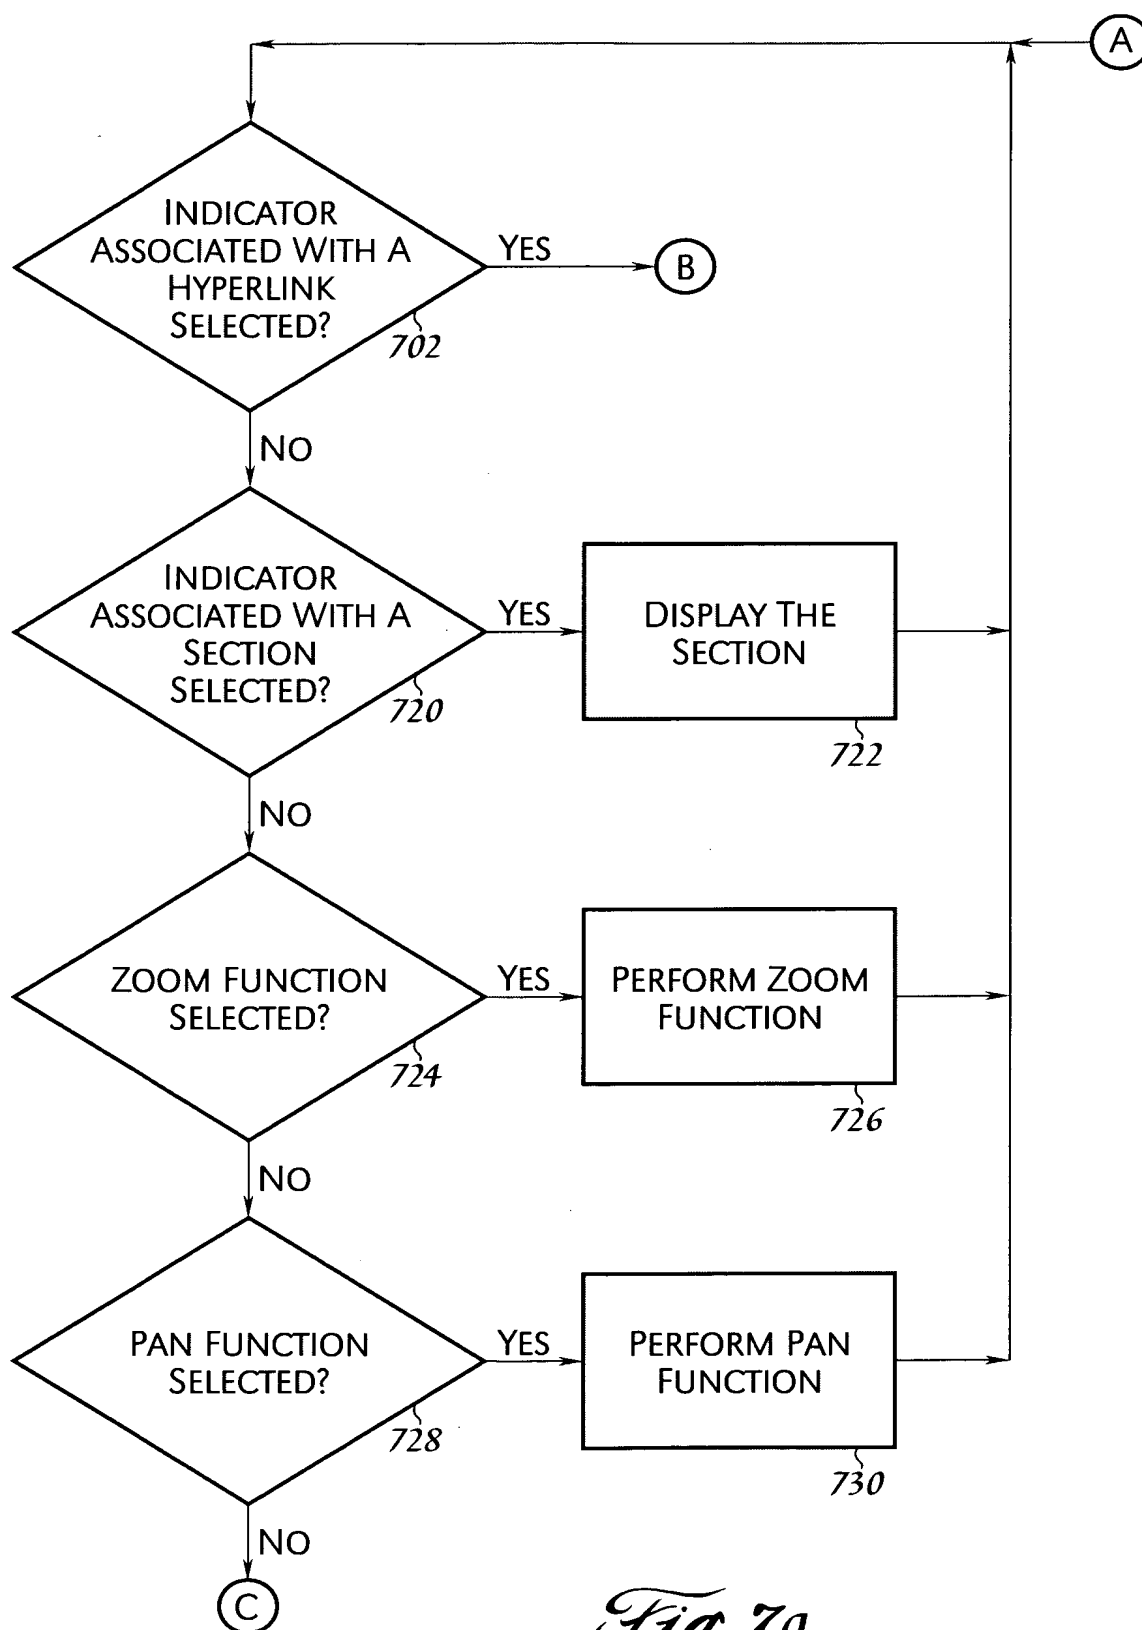 A
INDICATOR
ASSOCIATED WITH A
HYPERLINK
SELECTED?
YES
B
702
NO
INDICATOR
ASSOCIATED WITH A
SECTION
SELECTED?
YES
DISPLAY THE
SECTION
720
722
NO
ZOOM FUNCTION
SELECTED?
YES
PERFORM ZOOM
FUNCTION
724
726
NO
PAN FUNCTION
SELECTED?
YES
PERFORM PAN
FUNCTION
728
730
NO
C
Fig. 7a